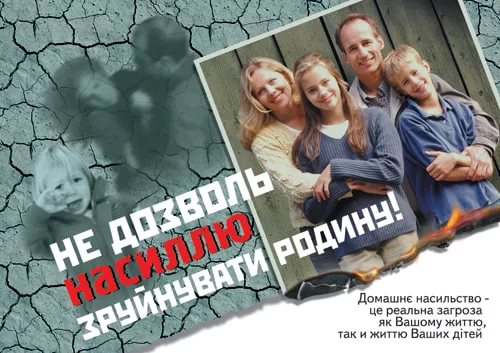 НЕ ДОЗВОЛЬ
НАСИЛЛЮ
ЗРУЙНУВАТИ РОДИНУ!
Домашнє насильство -
це реальна загроза
як Вашому життю,
так и життю Ваших дітей